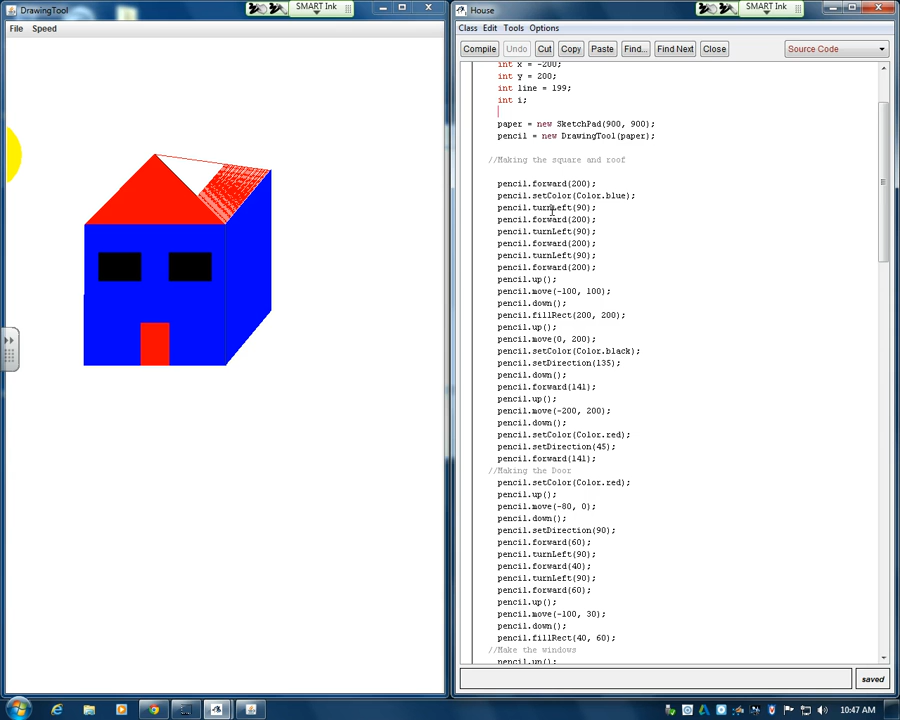 DrawingTool
SMART Ink
File Speed
House
SMART Ink
Class Edit Tools Options
Compile Undo Cut Copy Paste Find... Find Next Close Source Code
int x = -200;
int y = 200;
int line = 199;
int i;
paper = new SketchPad(900, 900);
pencil = new DrawingTool(paper);
//Making the square and roof
pencil.forward(200);
pencil.setColor(Color.blue);
pencil.turnLeft(90);
pencil.forward(200);
pencil.turnLeft(90);
pencil.forward(200);
pencil.turnLeft(90);
pencil.forward(200);
pencil.up();
pencil.move(-100, 100);
pencil.down();
pencil.fillRect(200, 200);
pencil.up();
pencil.move(0, 200);
pencil.setColor(Color.black);
pencil.setDirection(135);
pencil.down();
pencil.forward(141);
pencil.up();
pencil.move(-200, 200);
pencil.down();
pencil.setColor(Color.red);
pencil.setDirection(45);
pencil.forward(141);
//Making the Door
pencil.setColor(Color.red);
pencil.up();
pencil.move(-80, 0);
pencil.down();
pencil.setDirection(90);
pencil.forward(60);
pencil.turnLeft(90);
pencil.forward(40);
pencil.turnLeft(90);
pencil.forward(60);
pencil.up();
pencil.move(-100, 30);
pencil.down();
pencil.fillRect(40, 60);
//Make the windows
pencil.up();
saved
10:47 AM